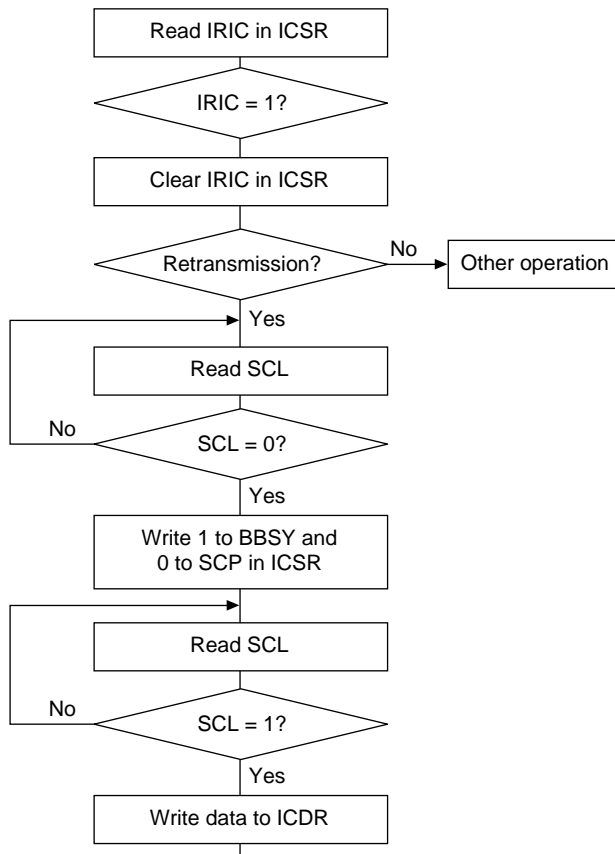 Read IRIC in ICSR
IRIC = 1?
Clear IRIC in ICSR
Retransmission?
No
Other operation
Yes
Read SCL
No
SCL = 0?
Yes
Write 1 to BBSY and
0 to SCP in ICSR
Read SCL
No
SCL = 1?
Yes
Write data to ICDR